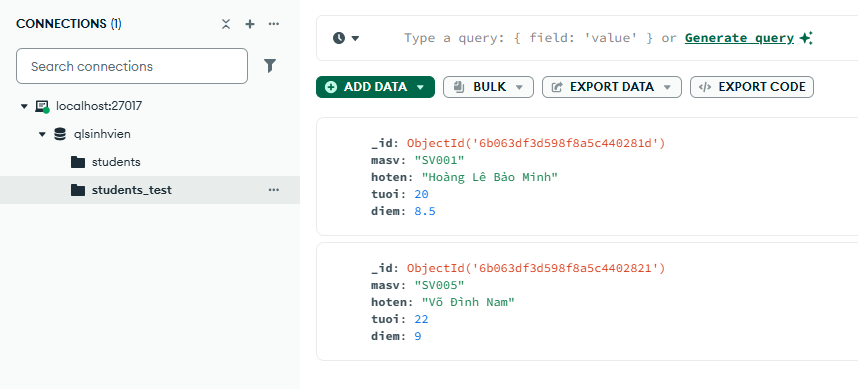 CONNECTIONS (1)
Search connections
localhost:27017
qlsinhvien
students
students_test
Type a query: { field: 'value' } or Generate query
ADD DATA
BULK
EXPORT DATA
EXPORT CODE
_id: ObjectId('6b063df3d598f8a5c440281d')
masv: "SV001"
hoten: "Hoàng Lê Bảo Minh"
tuoi: 20
diem: 8.5
_id: ObjectId('6b063df3d598f8a5c4402821')
masv: "SV005"
hoten: "Võ Đình Nam"
tuoi: 22
diem: 9